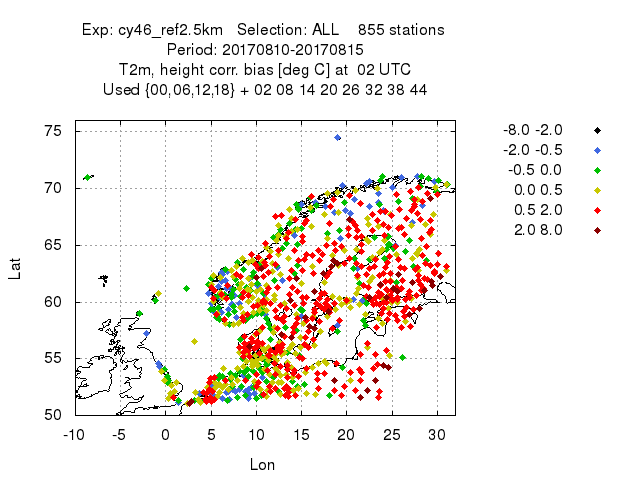 Exp: cy46_ref2.5km   Selection: ALL    855 stations
Period: 20170810-20170815
T2m, height corr. bias [deg C] at  02 UTC
Used {00,06,12,18} + 02 08 14 20 26 32 38 44
75
70
65
60
55
50
Lat
-10 -5 0 5 10 15 20 25 30
Lon
-8.0 -2.0
-2.0 -0.5
-0.5 0.0
0.0 0.5
0.5 2.0
2.0 8.0